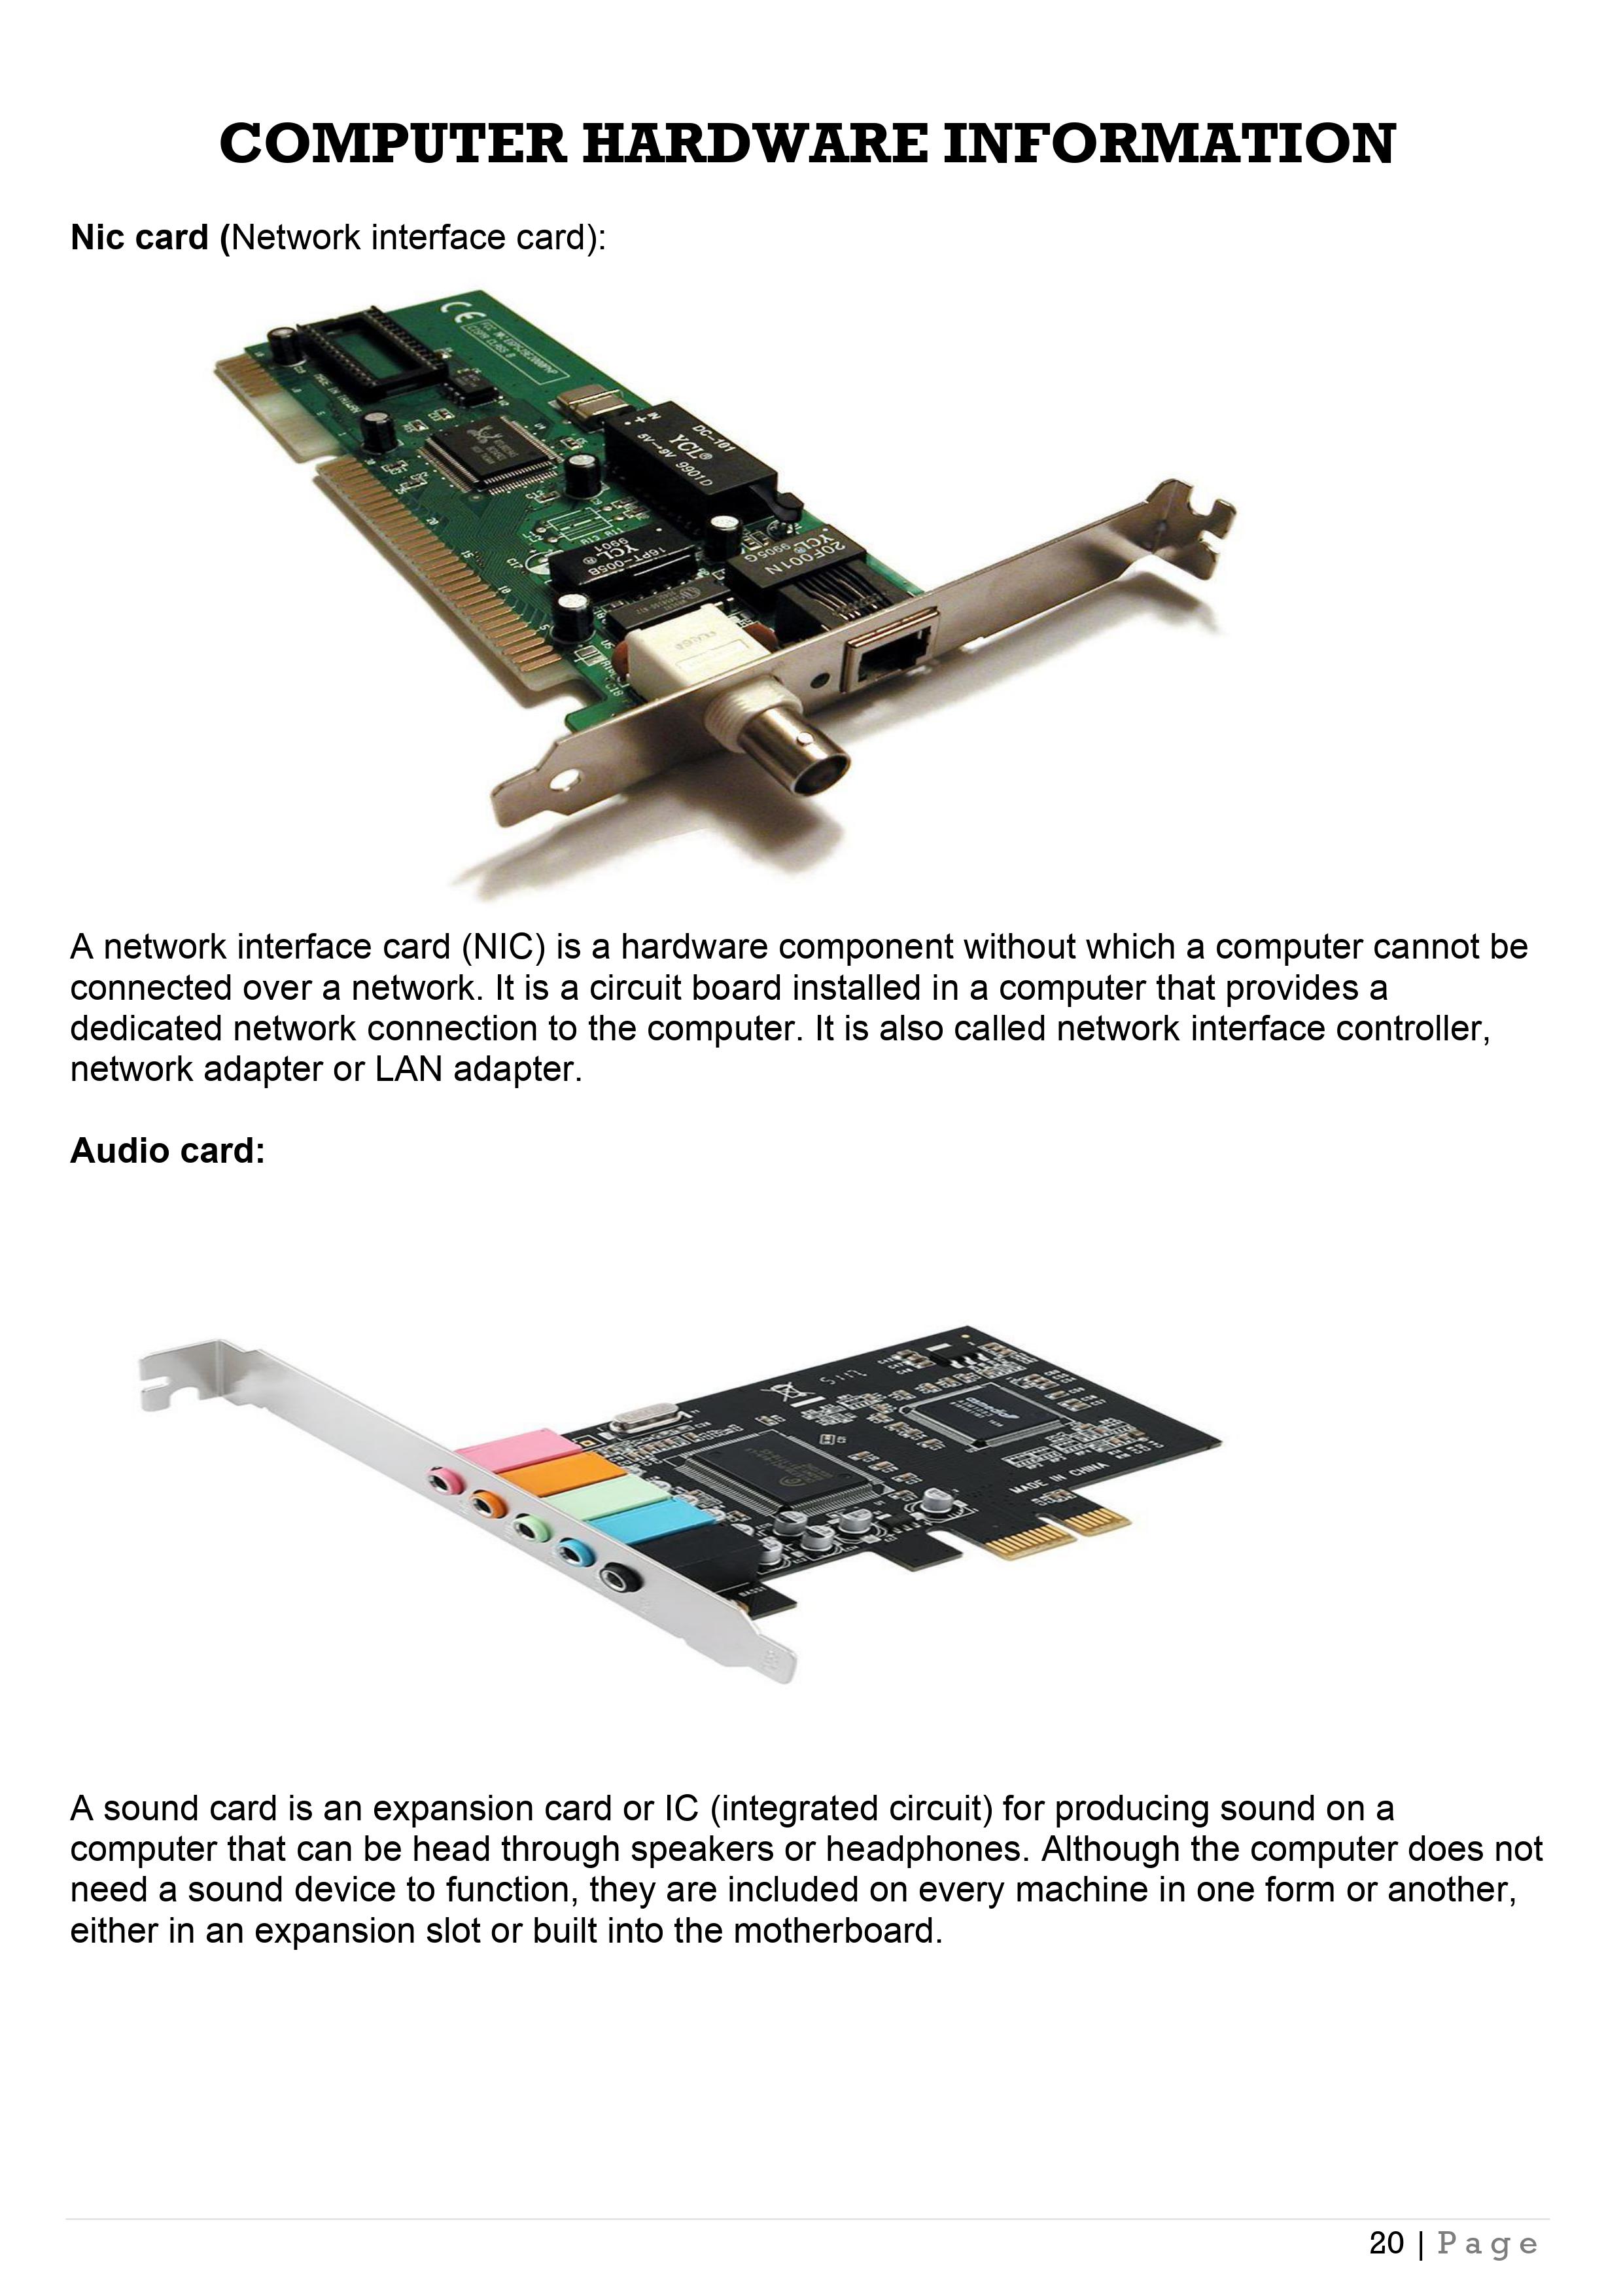 COMPUTER HARDWARE INFORMATION
Nic card (Network interface card):
CE
DC-101
YCL®
5V→9V 9901D
16PT-005B
YCL®
9901
20F001N
YCL®
9905G
A network interface card (NIC) is a hardware component without which a computer cannot be
connected over a network. It is a circuit board installed in a computer that provides a
dedicated network connection to the computer. It is also called network interface controller,
network adapter or LAN adapter.
Audio card:
MADE IN CHINA
A sound card is an expansion card or IC (integrated circuit) for producing sound on a
computer that can be head through speakers or headphones. Although the computer does not
need a sound device to function, they are included on every machine in one form or another,
either in an expansion slot or built into the motherboard.
20 | Page